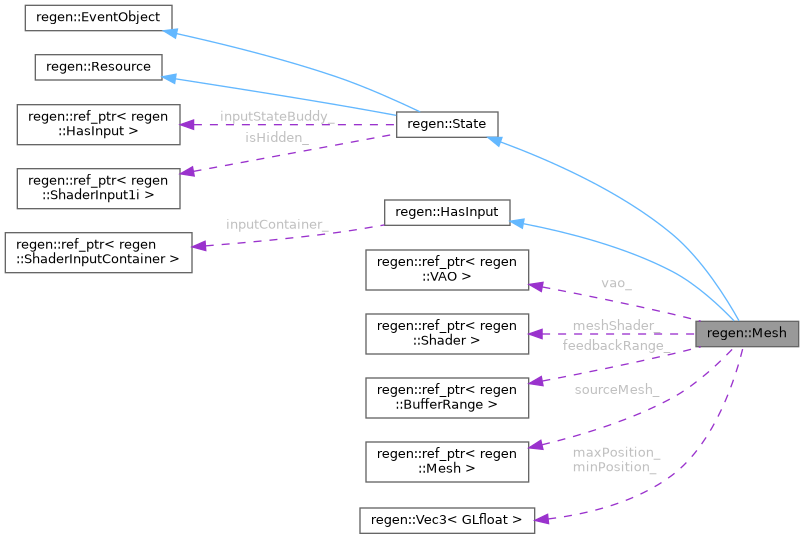 regen::EventObject
regen::Resource
regen::ref_ptr< regen
::HasInput >
inputStateBuddy_
isHidden_
regen::State
regen::ref_ptr< regen
::ShaderInput1i >
regen::HasInput
inputContainer_
regen::ref_ptr< regen
::ShaderInputContainer >
regen::ref_ptr< regen
::VAO >
vao_
regen::ref_ptr< regen
::Shader >
meshShader_
feedbackRange_
regen::Mesh
regen::ref_ptr< regen
::BufferRange >
sourceMesh_
regen::ref_ptr< regen
::Mesh >
maxPosition_
minPosition_
regen::Vec3< GLfloat >